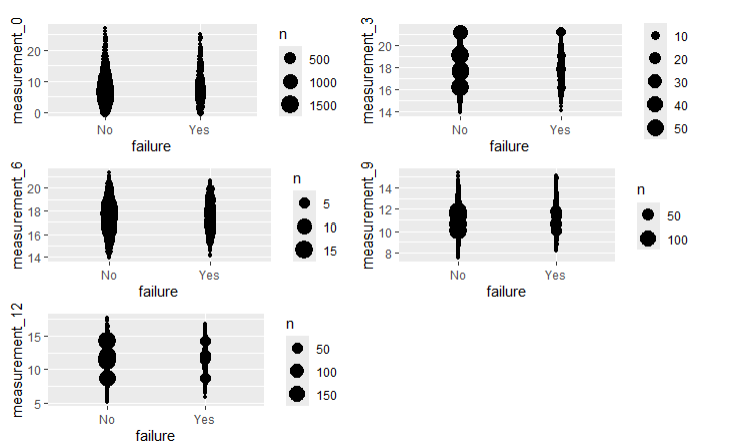 measurement_0
20
10
0
No
Yes
failure
n
500
1000
1500
measurement_3
20
18
16
14
No
Yes
failure
10
20
30
40
50
measurement_6
20
18
16
14
No
Yes
failure
n
5
10
15
measurement_9
14
12
10
8
No
Yes
failure
n
50
100
measurement_12
15
10
5
No
Yes
failure
n
50
100
150